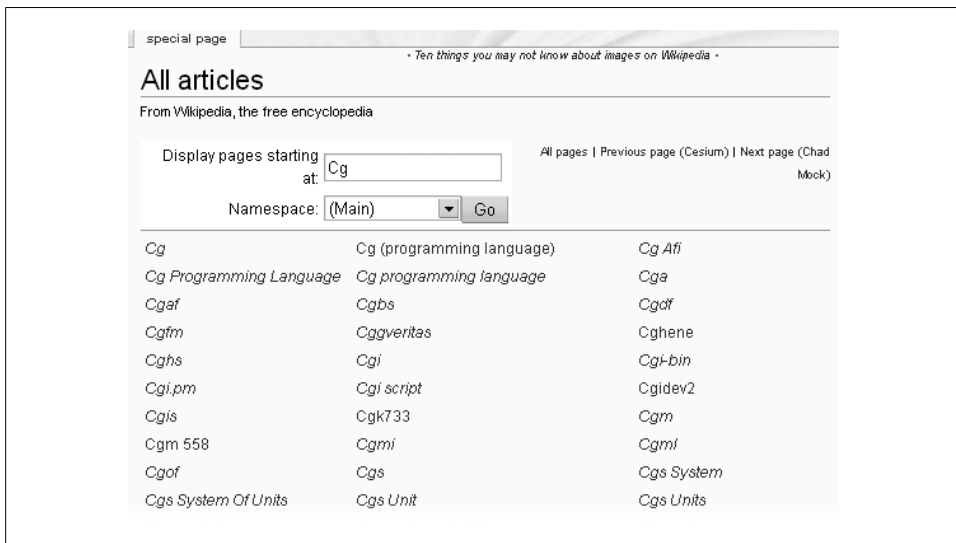 special page
- Ten things you may not know about images on Wikipedia -
All articles
From Wikipedia, the free encyclopedia
Display pages starting at: Cg
All pages | Previous page (Cesium) | Next page (Chad Mock)
Namespace: (Main) Go
Cg Cg (programming language) Cg Afi
Cg Programming Language Cg programming language Cga
Cgaf Cgbs Cgdf
Cgfm Cggveritas Cghene
Cghs Cgi Cgi-bin
Cgi.pm Cgi script Cgidev2
Cgis Cgk733 Cgm
Cgm 558 Cgmi Cgml
Cgof Cgs Cgs System
Cgs System Of Units Cgs Unit Cgs Units